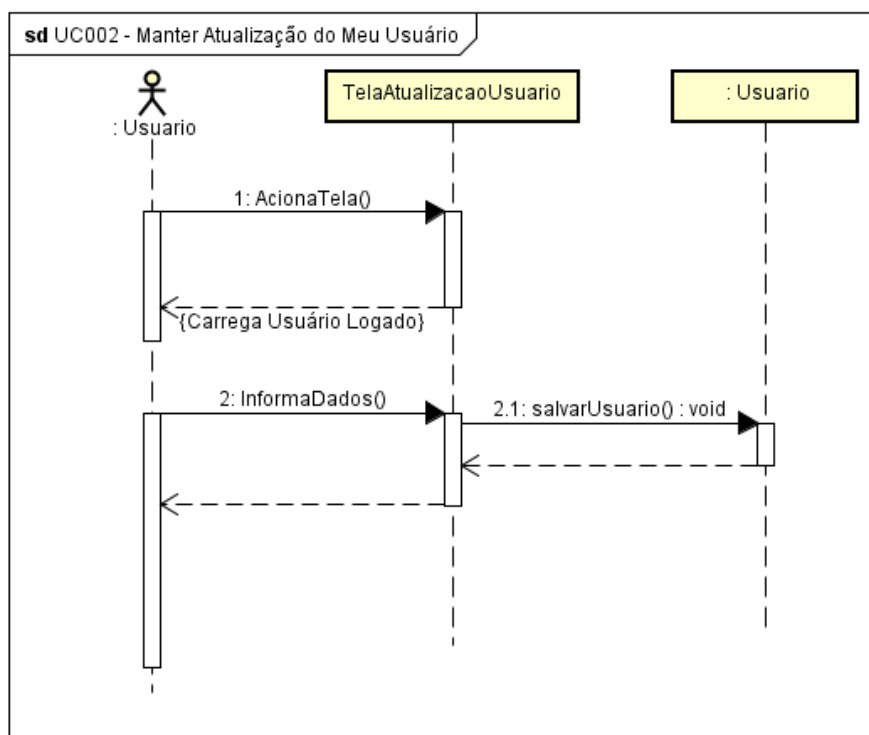 sd UC002 - Manter Atualização do Meu Usuário
: Usuario
TelaAtualizacaoUsuario
: Usuario
1: AcionaTela()
{Carrega Usuário Logado}
2: InformaDados()
2.1: salvarUsuario() : void